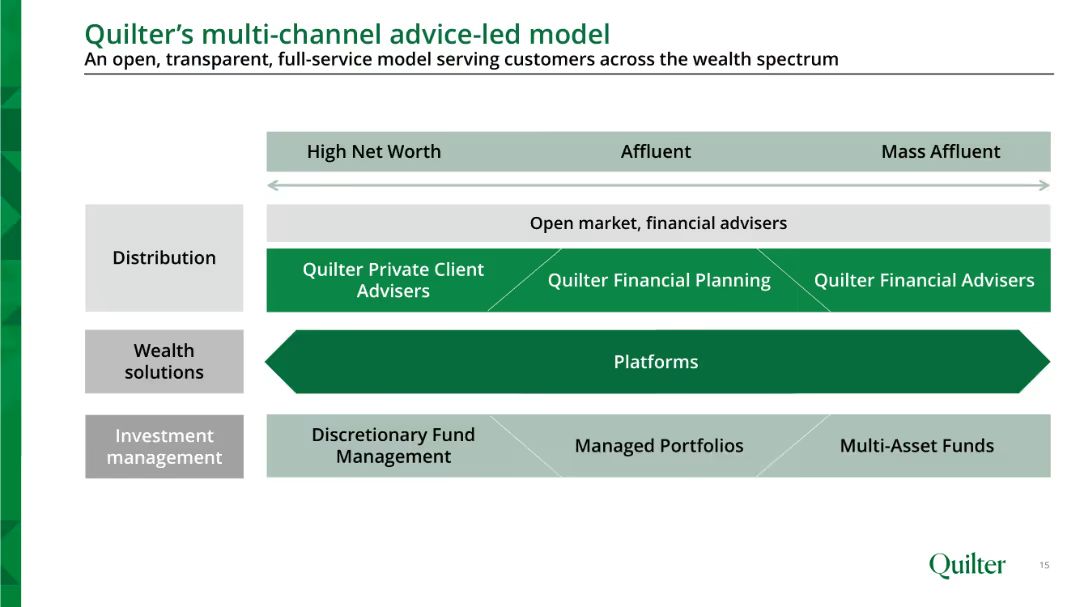 Quilter’s multi-channel advice-led model
An open, transparent, full-service model serving customers across the wealth spectrum
High Net Worth
Affluent
Mass Affluent
Distribution
Open market, financial advisers
Quilter Private Client
Advisers
Quilter Financial Planning
Quilter Financial Advisers
Wealth
solutions
Platforms
Investment
management
Discretionary Fund
Management
Managed Portfolios
Multi-Asset Funds
Quilter
15